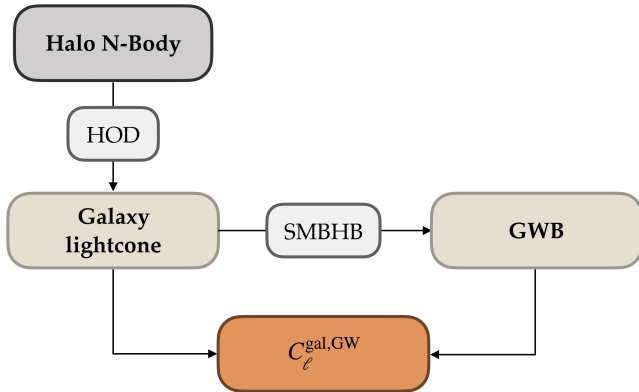 Halo N-Body
HOD
Galaxy
lightcone
SMBHB
GWB
C_ℓ^{gal,GW}